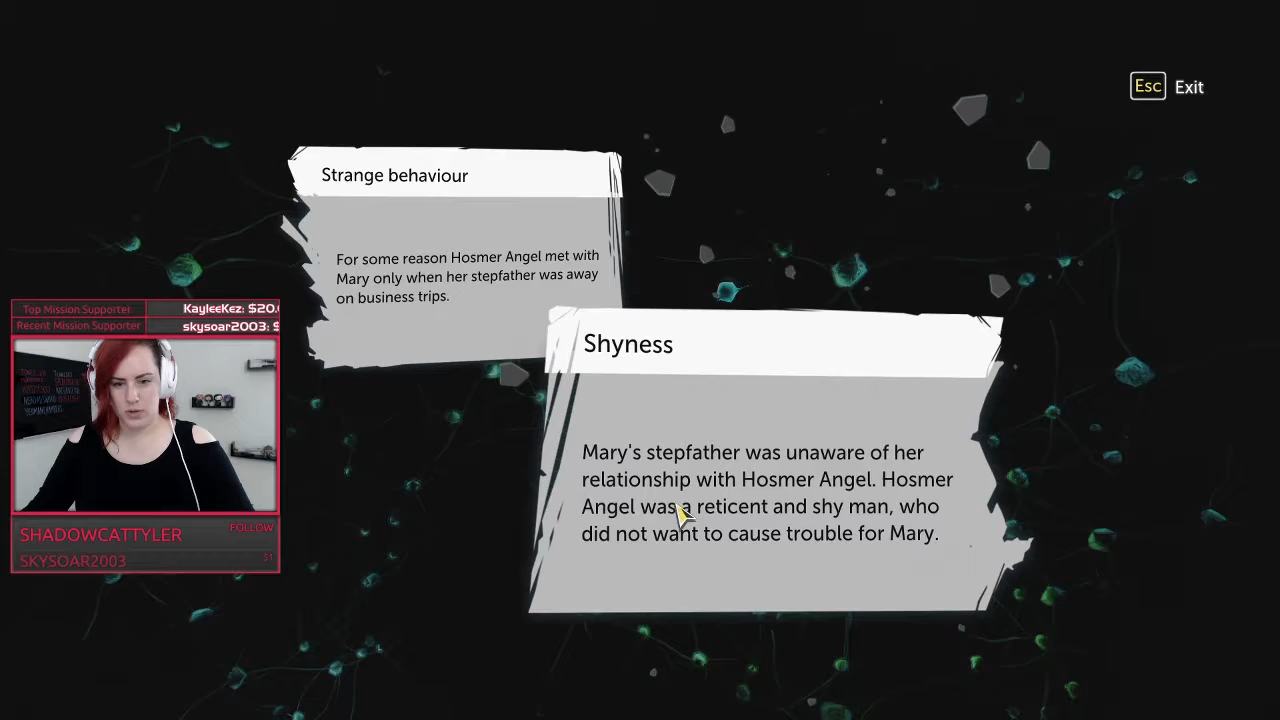 Esc Exit
Strange behaviour
For some reason Hosmer Angel met with
Mary only when her stepfather was away
on business trips.
Shyness
Mary's stepfather was unaware of her
relationship with Hosmer Angel. Hosmer
Angel was a reticent and shy man, who
did not want to cause trouble for Mary.
Top Mission Supporter KayleeKez: $20.
Recent Mission Supporter skysoar2003: $
SHADOWCATTYLER FOLLOW
SKYSOAR2003 $1